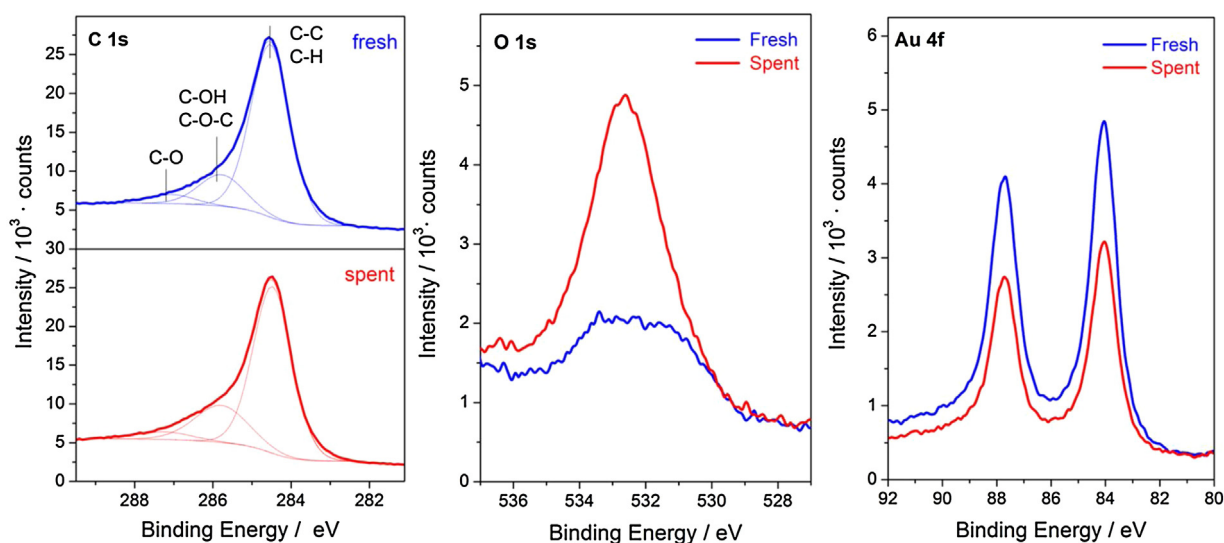 C 1s
fresh
C-C
C-H
C-OH
C-O-C
C-O
25
20
15
10
5
30
spent
25
20
15
10
5
0
288
286
284
282
Intensity / 10³ · counts
Binding Energy / eV
O 1s
Fresh
Spent
5
4
3
2
1
0
536
534
532
530
528
Intensity / 10³· counts
Binding Energy / eV
Au 4f
Fresh
Spent
6
5
4
3
2
1
0
92
90
88
86
84
82
80
Intensity / 10³ · counts
Binding Energy / eV